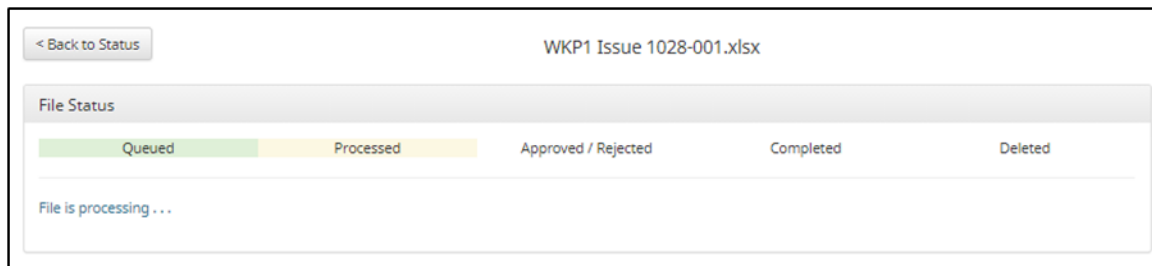 < Back to Status
WKP1 Issue 1028-001.xlsx
File Status
Queued Processed Approved / Rejected Completed Deleted
File is processing . . .